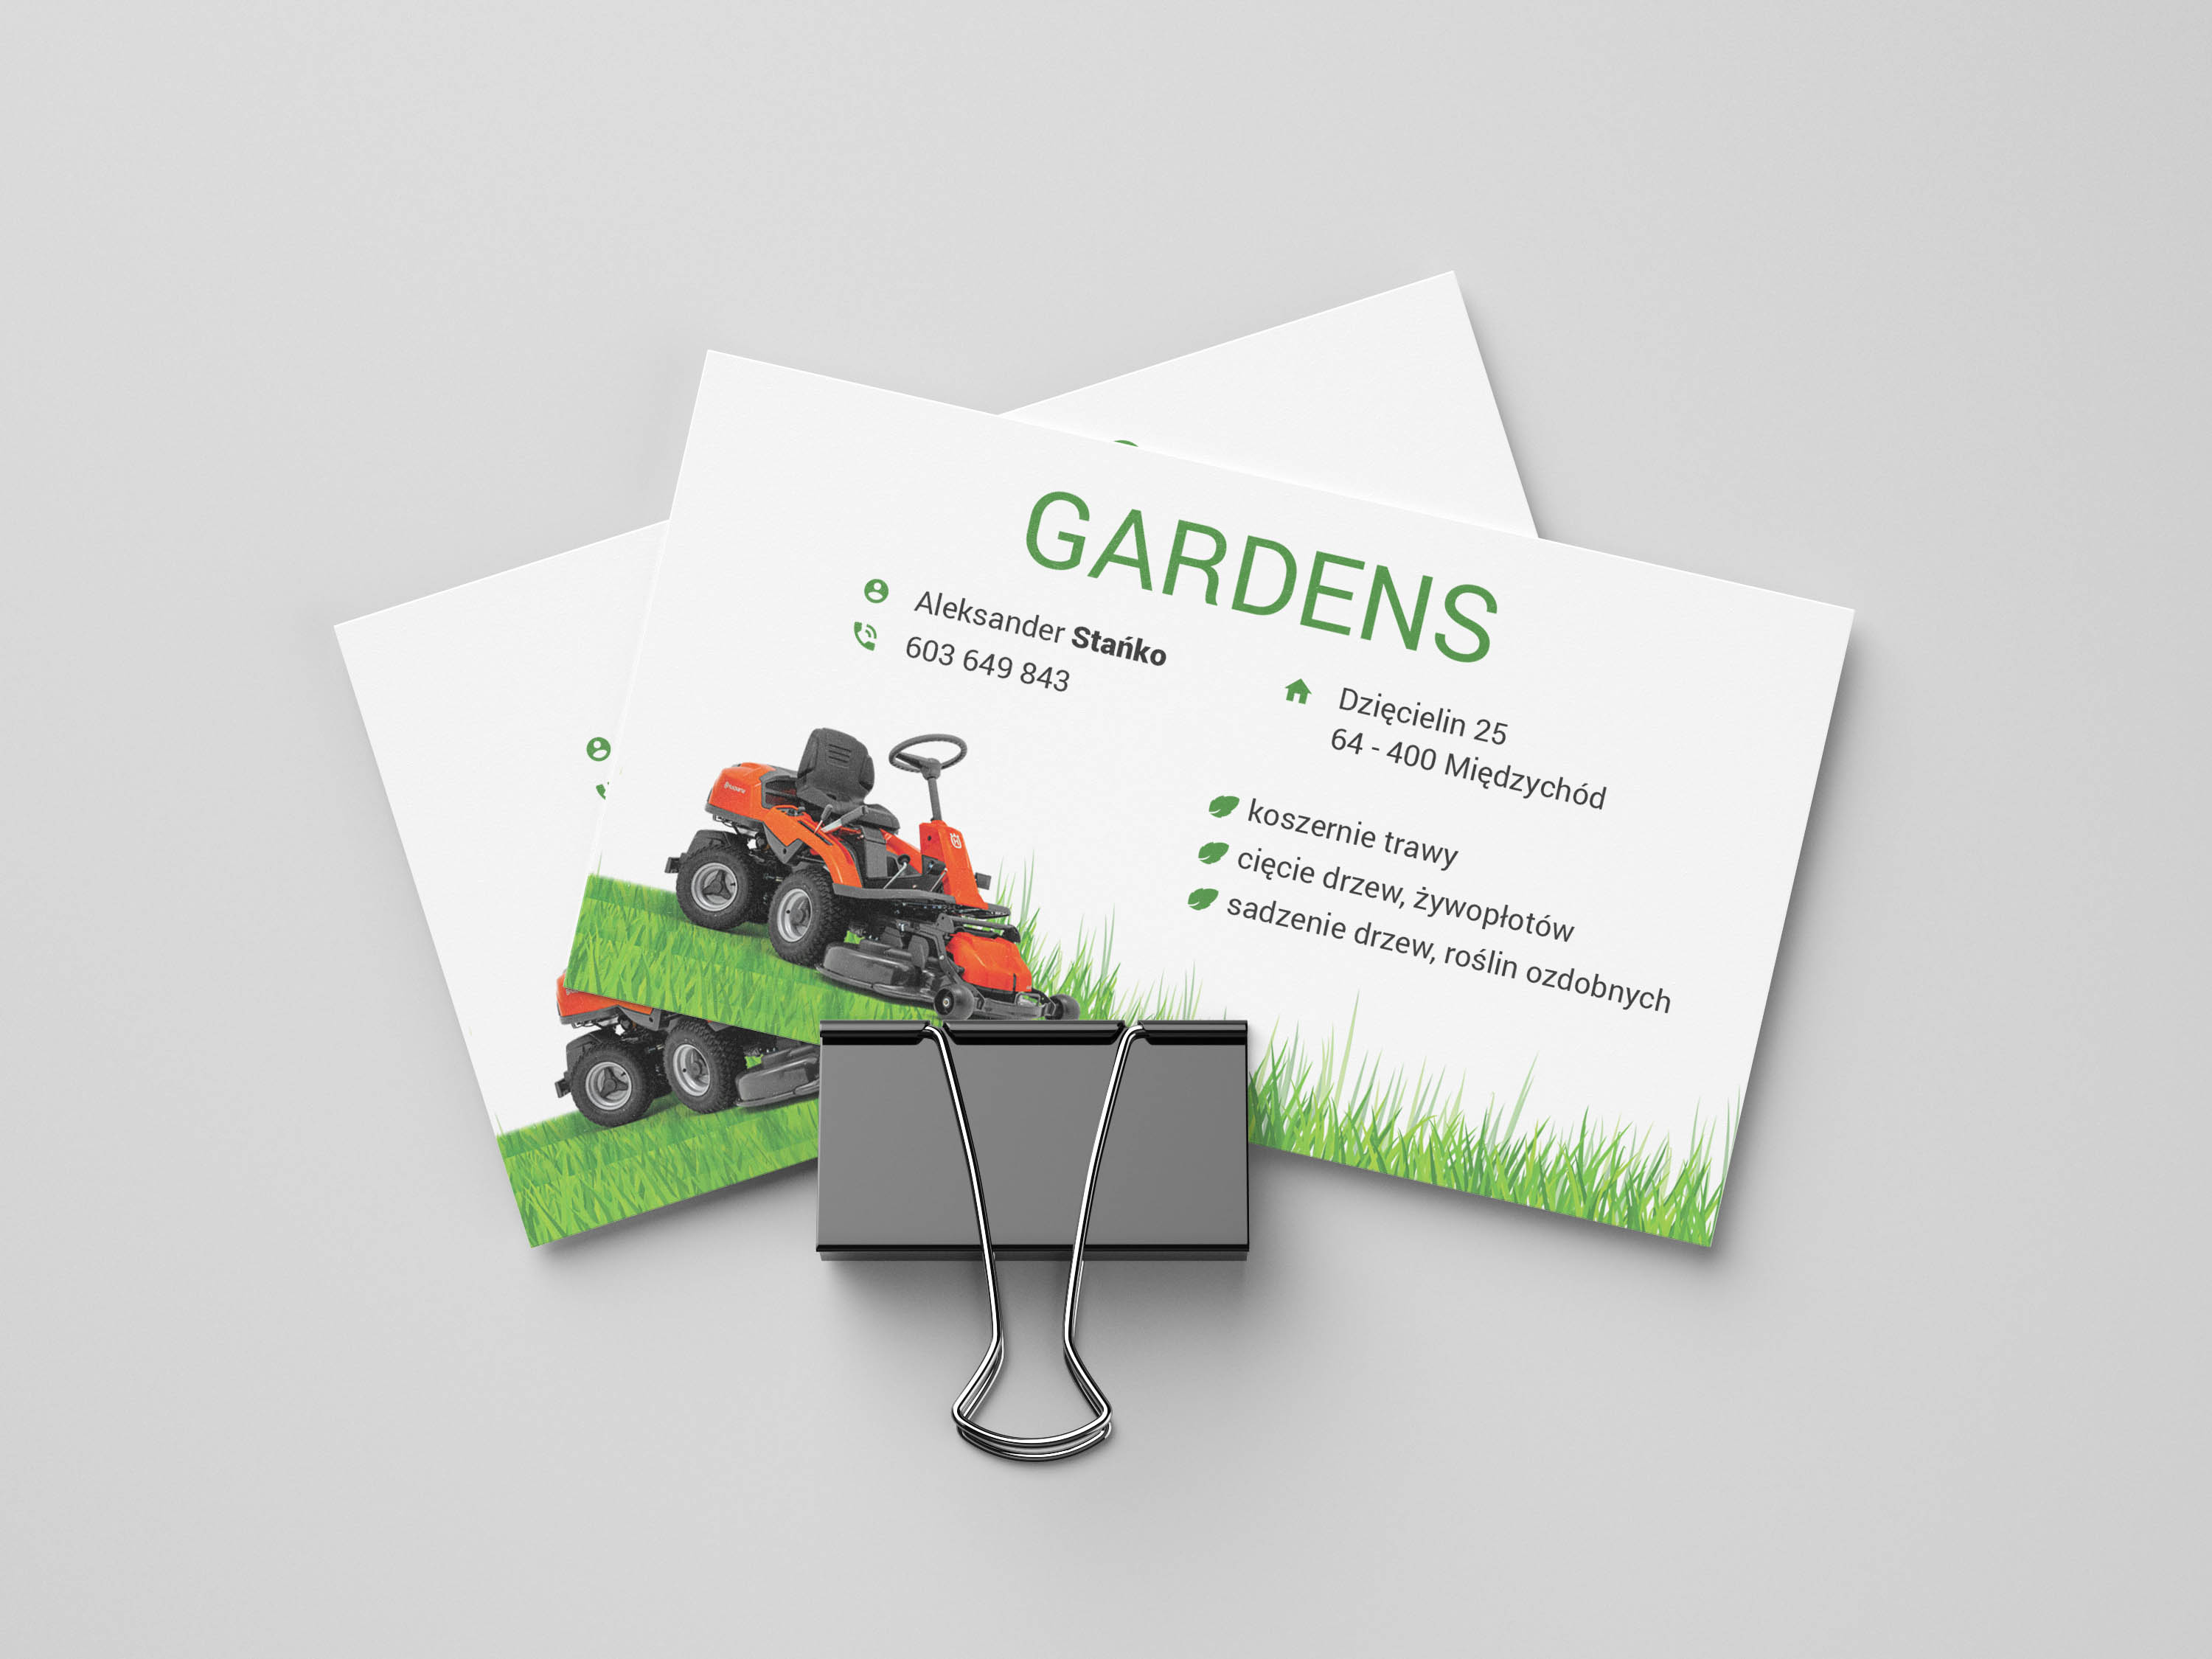 GARDENS
Aleksander Stańko
603 649 843
Dzięcielin 25
64 - 400 Międzychód
koszernie trawy
cięcie drzew, żywopłotów
sadzenie drzew, roślin ozdobnych